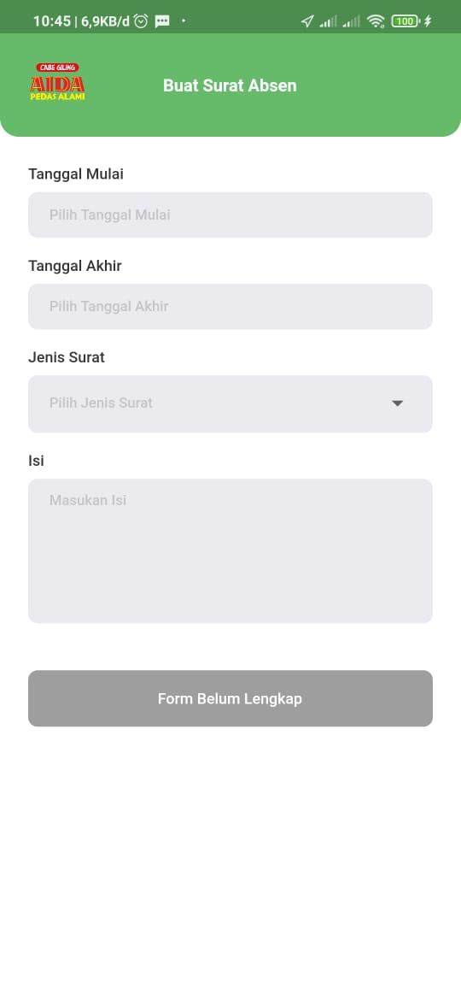 10:45 | 6,9KB/d
100
CABE GILING
AIDA
PEDAS ALAMI
Buat Surat Absen
Tanggal Mulai
Pilih Tanggal Mulai
Tanggal Akhir
Pilih Tanggal Akhir
Jenis Surat
Pilih Jenis Surat
Isi
Masukan Isi
Form Belum Lengkap